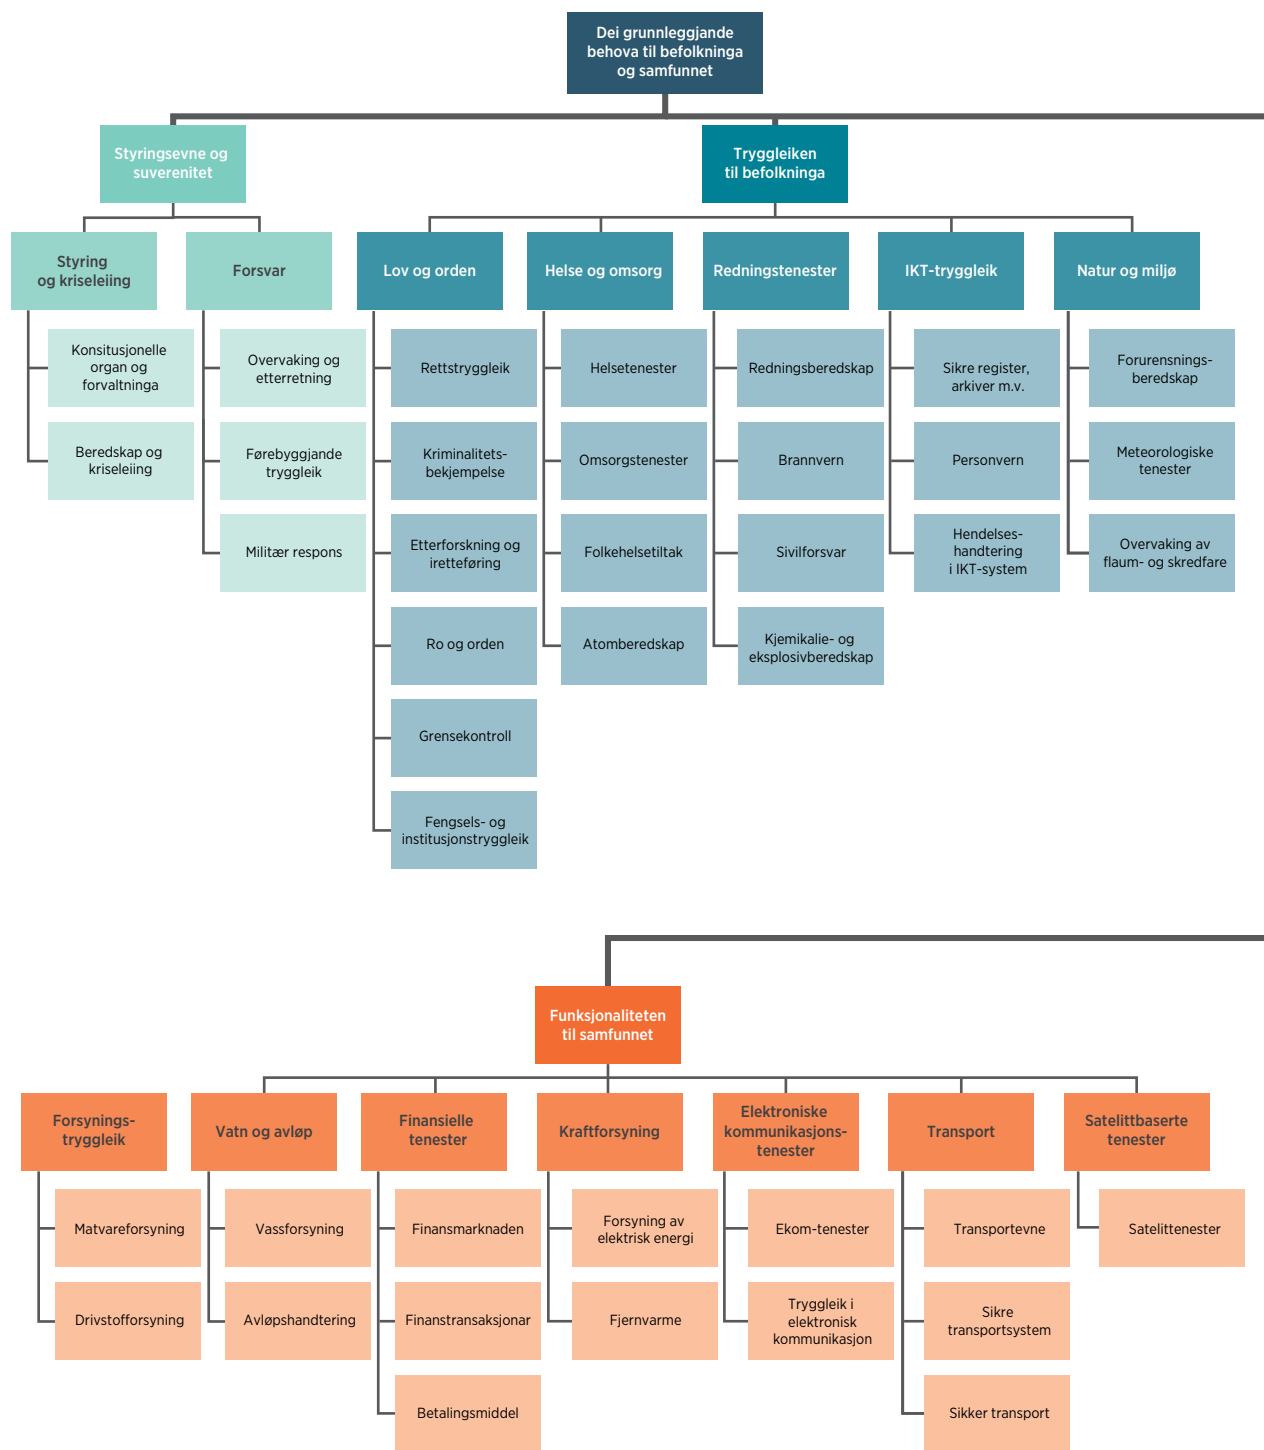 Dei grunnleggjande
behova til befolkninga
og samfunnet
Styringsevne og
suverenitet
Tryggleiken
til befolkninga
Styring
og kriseleiing
Forsvar
Lov og orden
Helse og omsorg
Redningstenester
IKT-tryggleik
Natur og miljø
Konsitusjonelle
organ og
forvaltninga
Beredskap og
kriseleiing
Overvaking og
etterretning
Førebyggjande
tryggleik
Militær respons
Rettstryggleik
Kriminalitets-
bekjempelse
Etterforskning og
iretteføring
Ro og orden
Grensekontroll
Fengsels- og
institusjonstryggleik
Helsetenester
Omsorgstenester
Folkehelsetiltak
Atomberedskap
Redningsberedskap
Brannvern
Sivilforsvar
Kjemikalie- og
eksplosivberedskap
Sikre register,
arkiver m.v.
Personvern
Hendelses-
handtering
i IKT-system
Forurensnings-
beredskap
Meteorologiske
tenester
Overvaking av
flaum- og skredfare
Funksjonaliteten
til samfunnet
Forsynings-
tryggleik
Vatn og avløp
Finansielle
tenester
Kraftforsyning
Elektroniske
kommunikasjons-
tenester
Transport
Satelittbaserte
tenester
Matvareforsyning
Drivstofforsyning
Vassforsyning
Avløpshandtering
Finansmarknaden
Finanstransaksjonar
Betalingsmiddel
Forsyning av
elektrisk energi
Fjernvarme
Ekom-tenester
Tryggleik i
elektronisk
kommunikasjon
Transportevne
Sikre
transportsystem
Sikker transport
Satelittenester